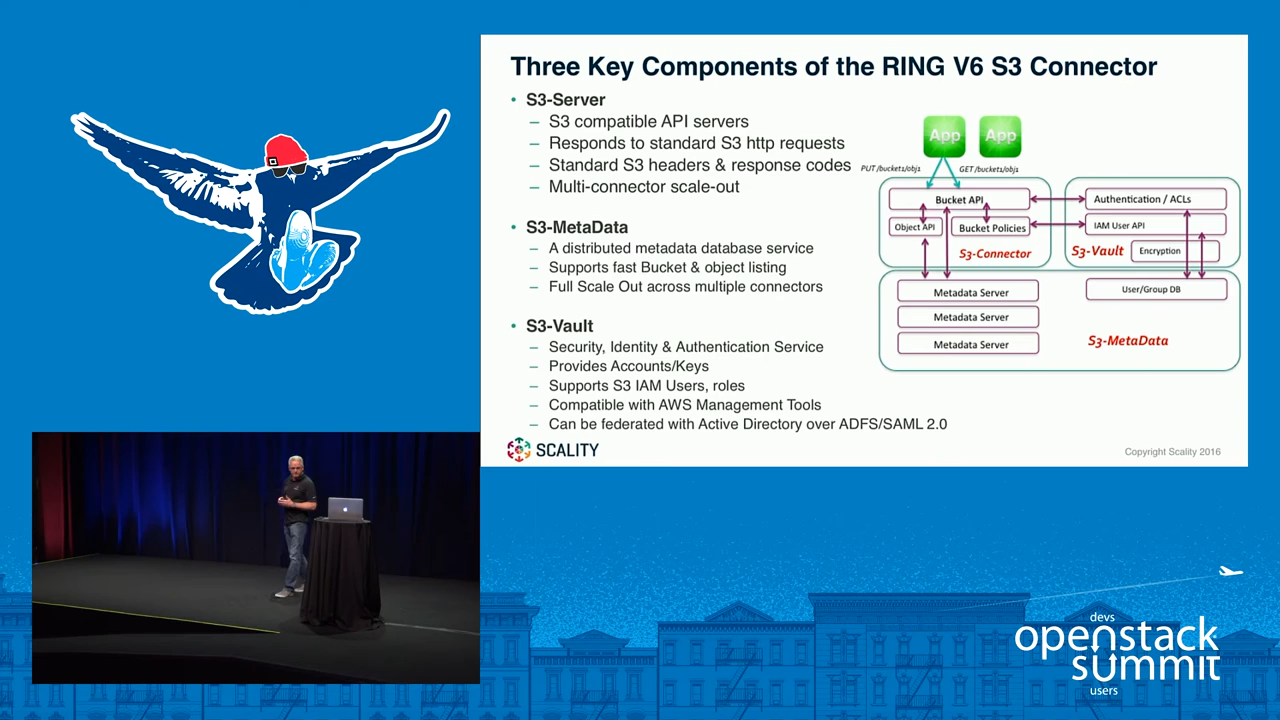 Three Key Components of the RING V6 S3 Connector
• S3-Server
– S3 compatible API servers
– Responds to standard S3 http requests
– Standard S3 headers & response codes
– Multi-connector scale-out
• S3-MetaData
– A distributed metadata database service
– Supports fast Bucket & object listing
– Full Scale Out across multiple connectors
• S3-Vault
– Security, Identity & Authentication Service
– Provides Accounts/Keys
– Supports S3 IAM Users, roles
– Compatible with AWS Management Tools
– Can be federated with Active Directory over ADFS/SAML 2.0
App
App
PUT /bucket1/obj1
GET /bucket1/obj1
Bucket API
Object API
Bucket Policies
S3-Connector
Authentication / ACLs
IAM User API
S3-Vault
Encryption
Metadata Server
Metadata Server
Metadata Server
User/Group DB
S3-MetaData
SCALITY
Copyright Scality 2016
devs
openstack
summit
users